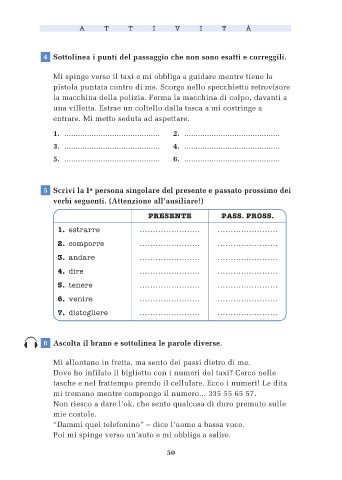 A T T I V I T À
4 Sottolinea i punti del passaggio che non sono esatti e correggili.
Mi spinge verso il taxi e mi obbliga a guidare mentre tiene la
pistola puntata contro di me. Scorgo nello specchietto retrovisore
la macchina della polizia. Ferma la macchina di colpo, davanti a
una villetta. Estrae un coltello dalla tasca a mi costringe a
entrare. Mi metto seduta ad aspettare.
1. .......................................... 2. ..........................................
3. .......................................... 4. ..........................................
5. .......................................... 6. ..........................................
5 Scrivi la Iª persona singolare del presente e passato prossimo dei
verbi seguenti. (Attenzione all'ausiliare!)
PRESENTE PASS. PROSS.
1. estrarre ....................... .......................
2. comporre ....................... .......................
3. andare ....................... .......................
4. dire ....................... .......................
5. tenere ....................... .......................
6. venire ....................... .......................
7. distogliere ....................... .......................
6 Ascolta il brano e sottolinea le parole diverse.
Mi allontano in fretta, ma sento dei passi dietro di me.
Dove ho infilato il biglietto con i numeri del taxi? Cerco nelle
tasche e nel frattempo prendo il cellulare. Ecco i numeri! Le dita
mi tremano mentre compongo il numero... 335 55 65 57.
Non riesco a dare l'ok, che sento qualcosa di duro premuto sulle
mie costole.
"Dammi quel telefonino" – dice l'uomo a bassa voce.
Poi mi spinge verso un'auto e mi obbliga a salire.
50